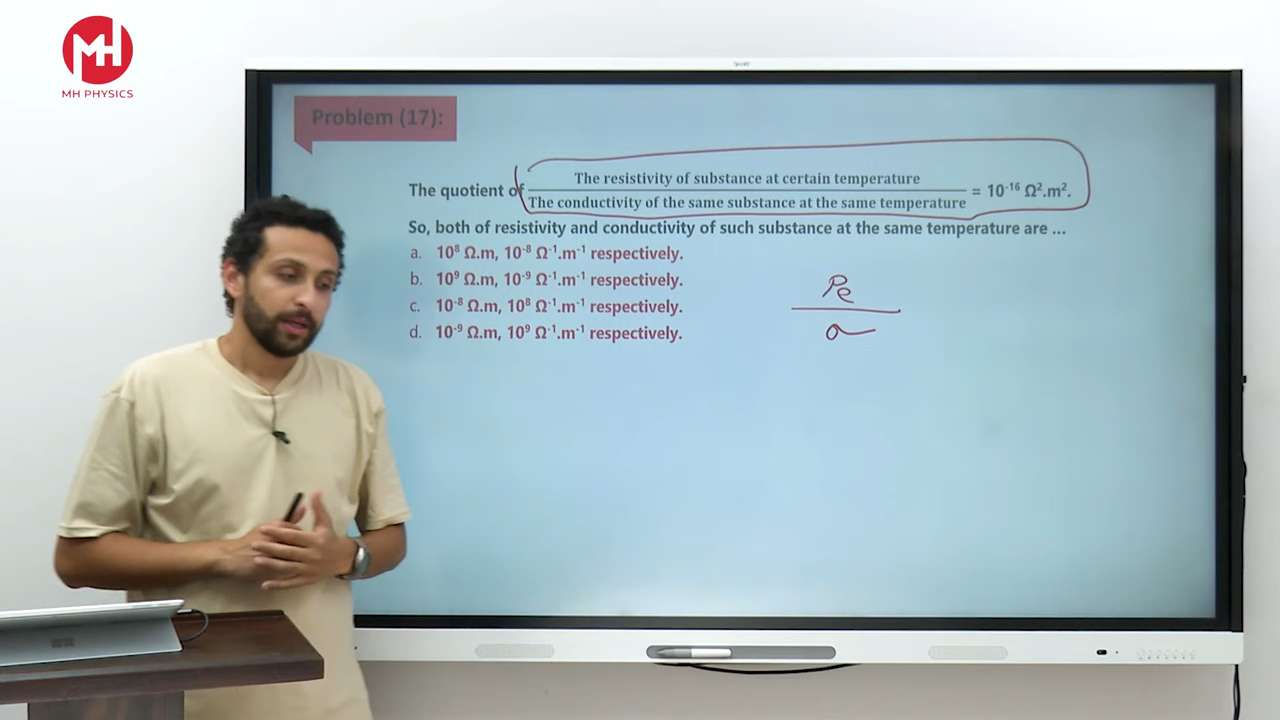 MH
MH PHYSICS
SMART
Problem (17):
The quotient of The resistivity of substance at certain temperature / The conductivity of the same substance at the same temperature = 10⁻¹⁶ Ω².m².
So, both of resistivity and conductivity of such substance at the same temperature are ...
a. 10⁸ Ω.m, 10⁻⁸ Ω⁻¹.m⁻¹ respectively.
b. 10⁹ Ω.m, 10⁻⁹ Ω⁻¹.m⁻¹ respectively.
c. 10⁻⁸ Ω.m, 10⁸ Ω⁻¹.m⁻¹ respectively.
d. 10⁻⁹ Ω.m, 10⁹ Ω⁻¹.m⁻¹ respectively.
ρe
σ